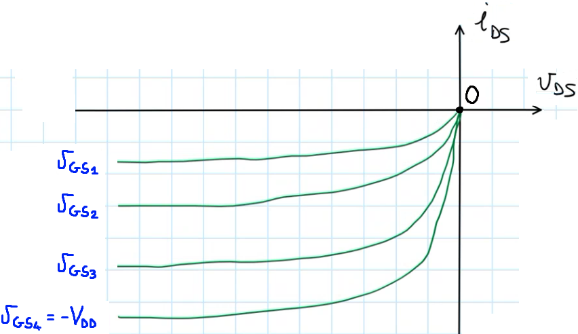 i_DS
v_DS
0
v_GS1
v_GS2
v_GS3
v_GS4 = -V_DD